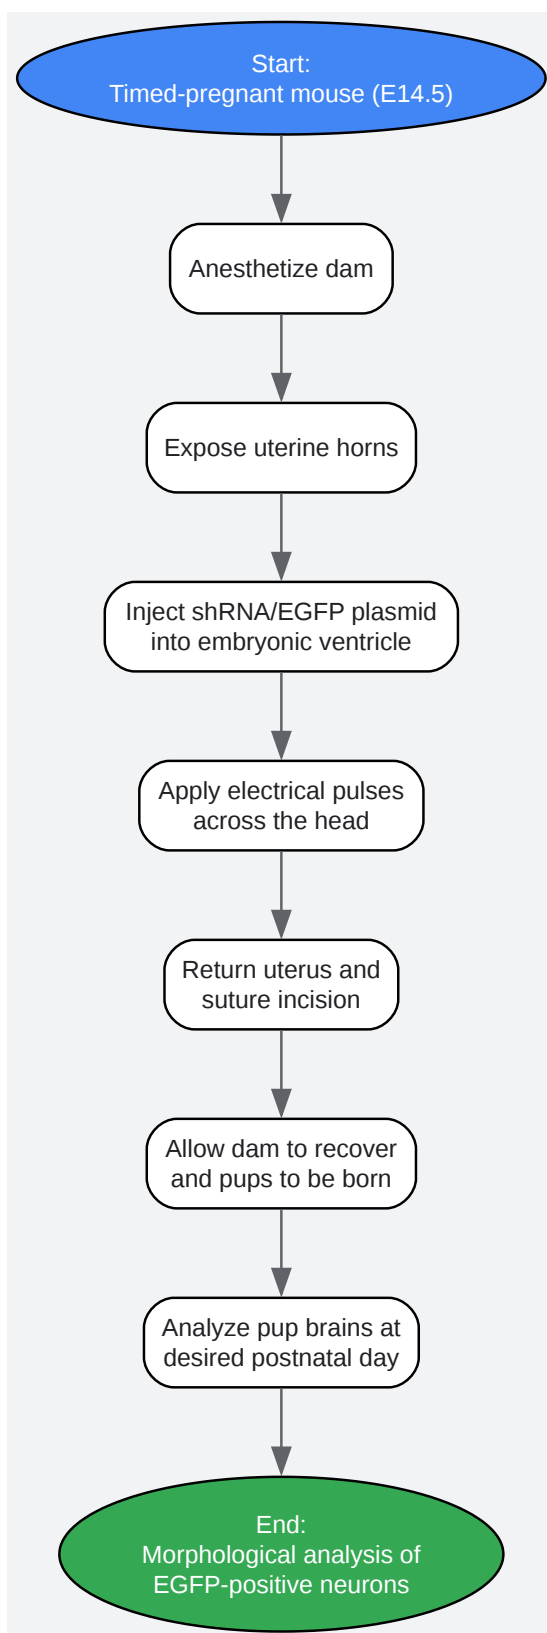 Start:
Timed-pregnant mouse (E14.5)
Anesthetize dam
Expose uterine horns
Inject shRNA/EGFP plasmid
into embryonic ventricle
Apply electrical pulses
across the head
Return uterus and
suture incision
Allow dam to recover
and pups to be born
Analyze pup brains at
desired postnatal day
End:
Morphological analysis of
EGFP-positive neurons